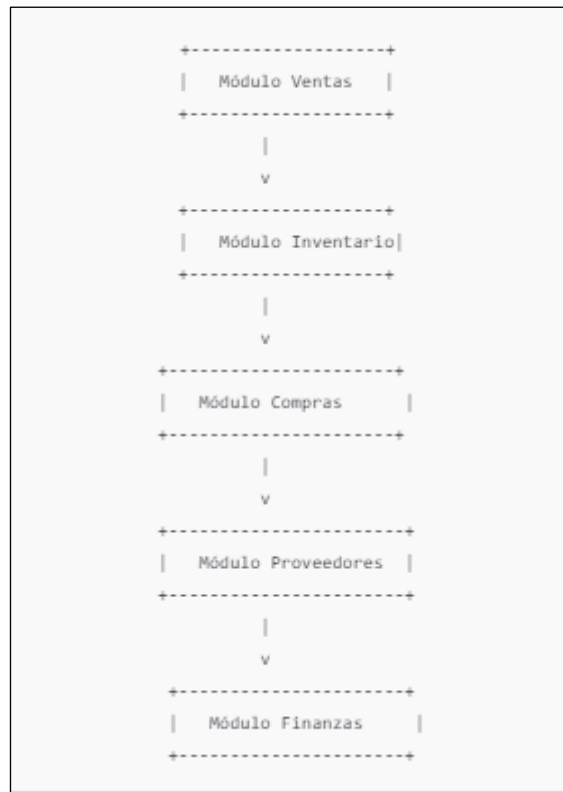 +-------------------+
|   Módulo Ventas   |
+-------------------+
|
v
+-------------------+
|   Módulo Inventario|
+-------------------+
|
v
+----------------------+
|   Módulo Compras      |
+----------------------+
|
v
+-----------------------+
|   Módulo Proveedores  |
+-----------------------+
|
v
+----------------------+
|   Módulo Finanzas     |
+----------------------+